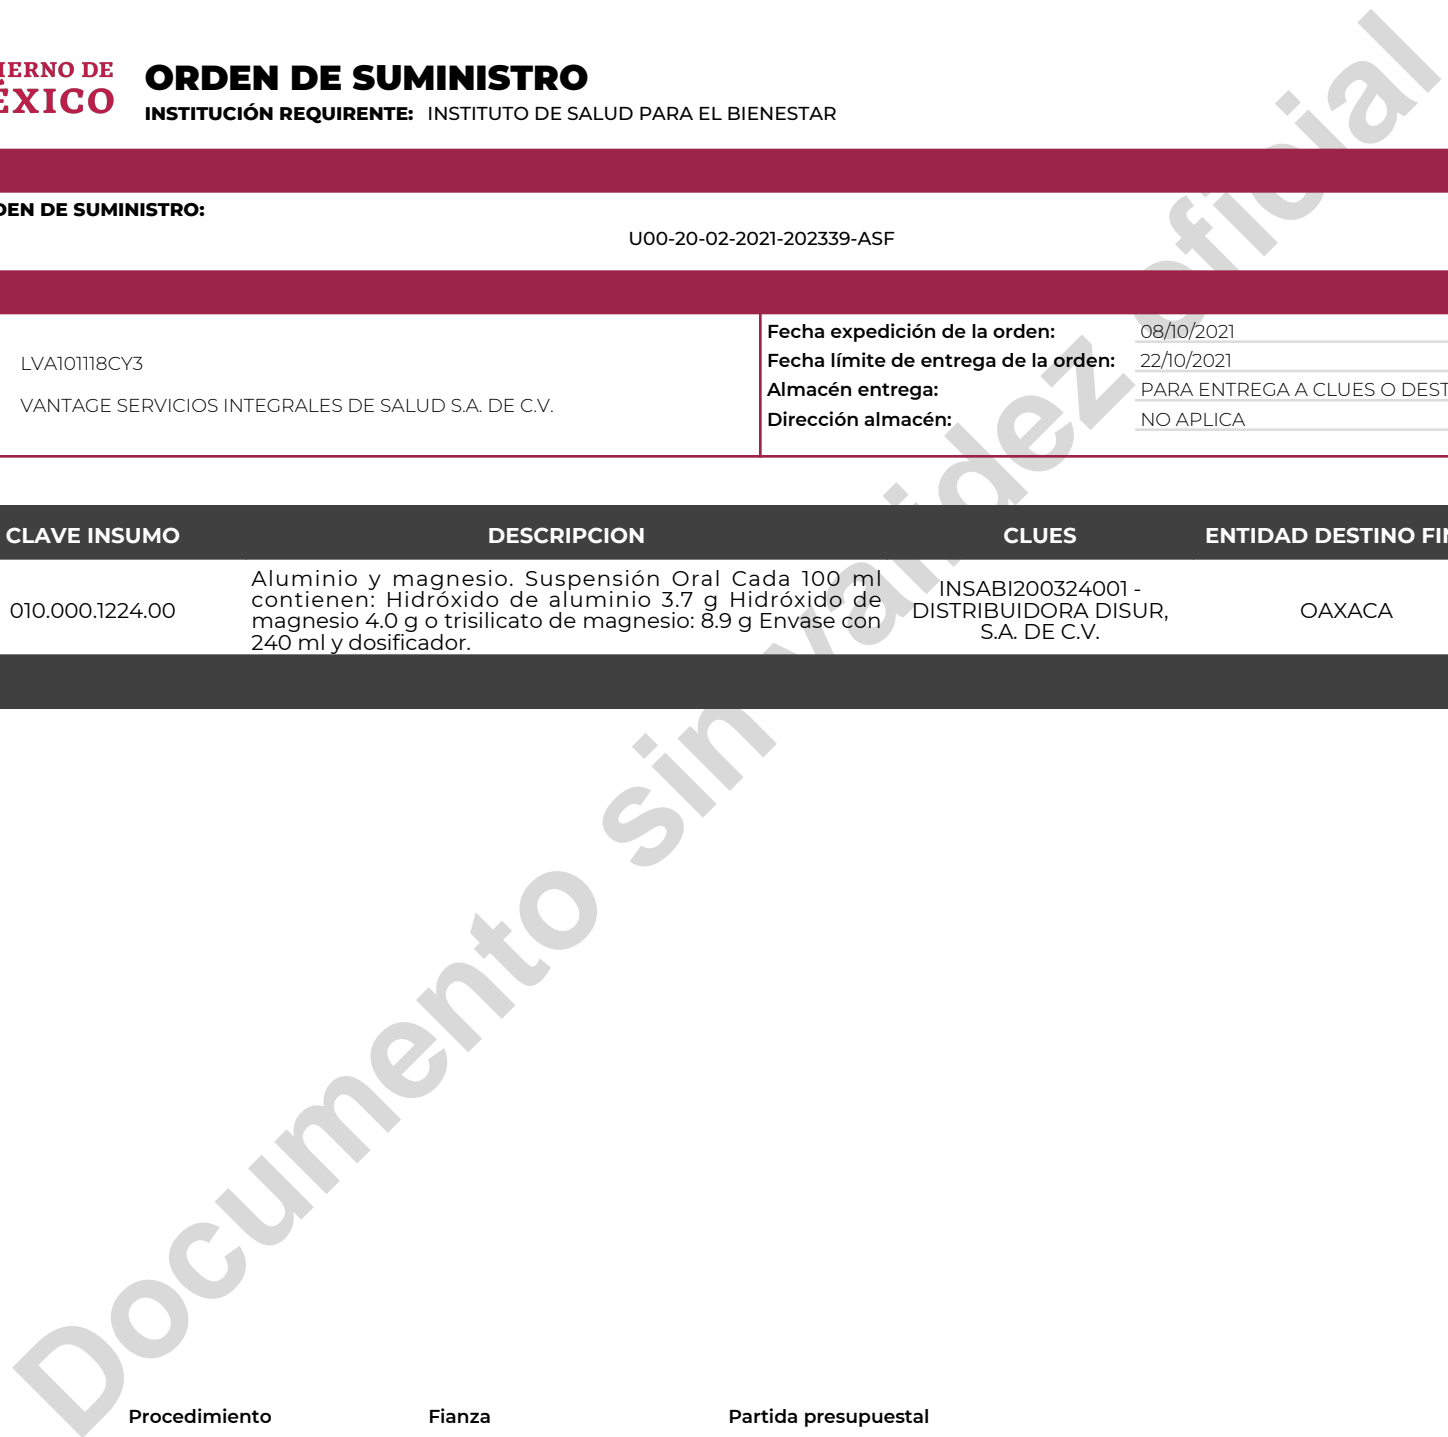 IERNO DE
ÉXICO
ORDEN DE SUMINISTRO
INSTITUCIÓN REQUIRENTE: INSTITUTO DE SALUD PARA EL BIENESTAR
DEN DE SUMINISTRO:
U00-20-02-2021-202339-ASF
LVA101118CY3
VANTAGE SERVICIOS INTEGRALES DE SALUD S.A. DE C.V.
Fecha expedición de la orden: 08/10/2021
Fecha límite de entrega de la orden: 22/10/2021
Almacén entrega: PARA ENTREGA A CLUES O DEST
Dirección almacén: NO APLICA
CLAVE INSUMO DESCRIPCION CLUES ENTIDAD DESTINO FIN
010.000.1224.00
Aluminio y magnesio. Suspensión Oral Cada 100 ml
contienen: Hidróxido de aluminio 3.7 g Hidróxido de
magnesio 4.0 g o trisilicato de magnesio: 8.9 g Envase con
240 ml y dosificador.
INSABI200324001 -
DISTRIBUIDORA DISUR,
S.A. DE C.V.
OAXACA
Documento sin validez oficial
Procedimiento Fianza Partida presupuestal